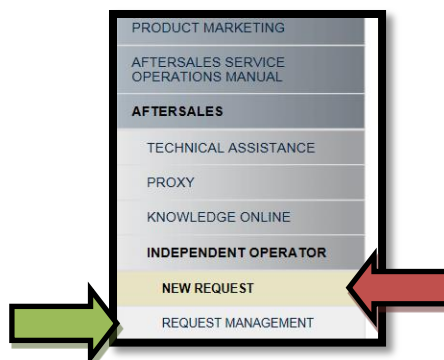 PRODUCT MARKETING
AFTERSALES SERVICE
OPERATIONS MANUAL
AFTERSALES
TECHNICAL ASSISTANCE
PROXY
KNOWLEDGE ONLINE
INDEPENDENT OPERATOR
NEW REQUEST
REQUEST MANAGEMENT